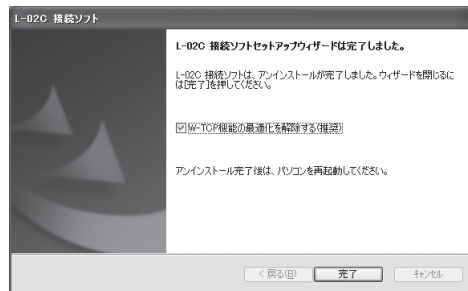 L-02C 接続ソフト
L-02C 接続ソフトセットアップウィザードは完了しました。
L-02C 接続ソフトは、アンインストールが完了しました。ウィザードを閉じるに
は[完了]を押してください。
W-TCP機能の最適化を解除する(推奨)
アンインストール完了後は、パソコンを再起動してください。
< 戻る(B)
完了
キャンセル